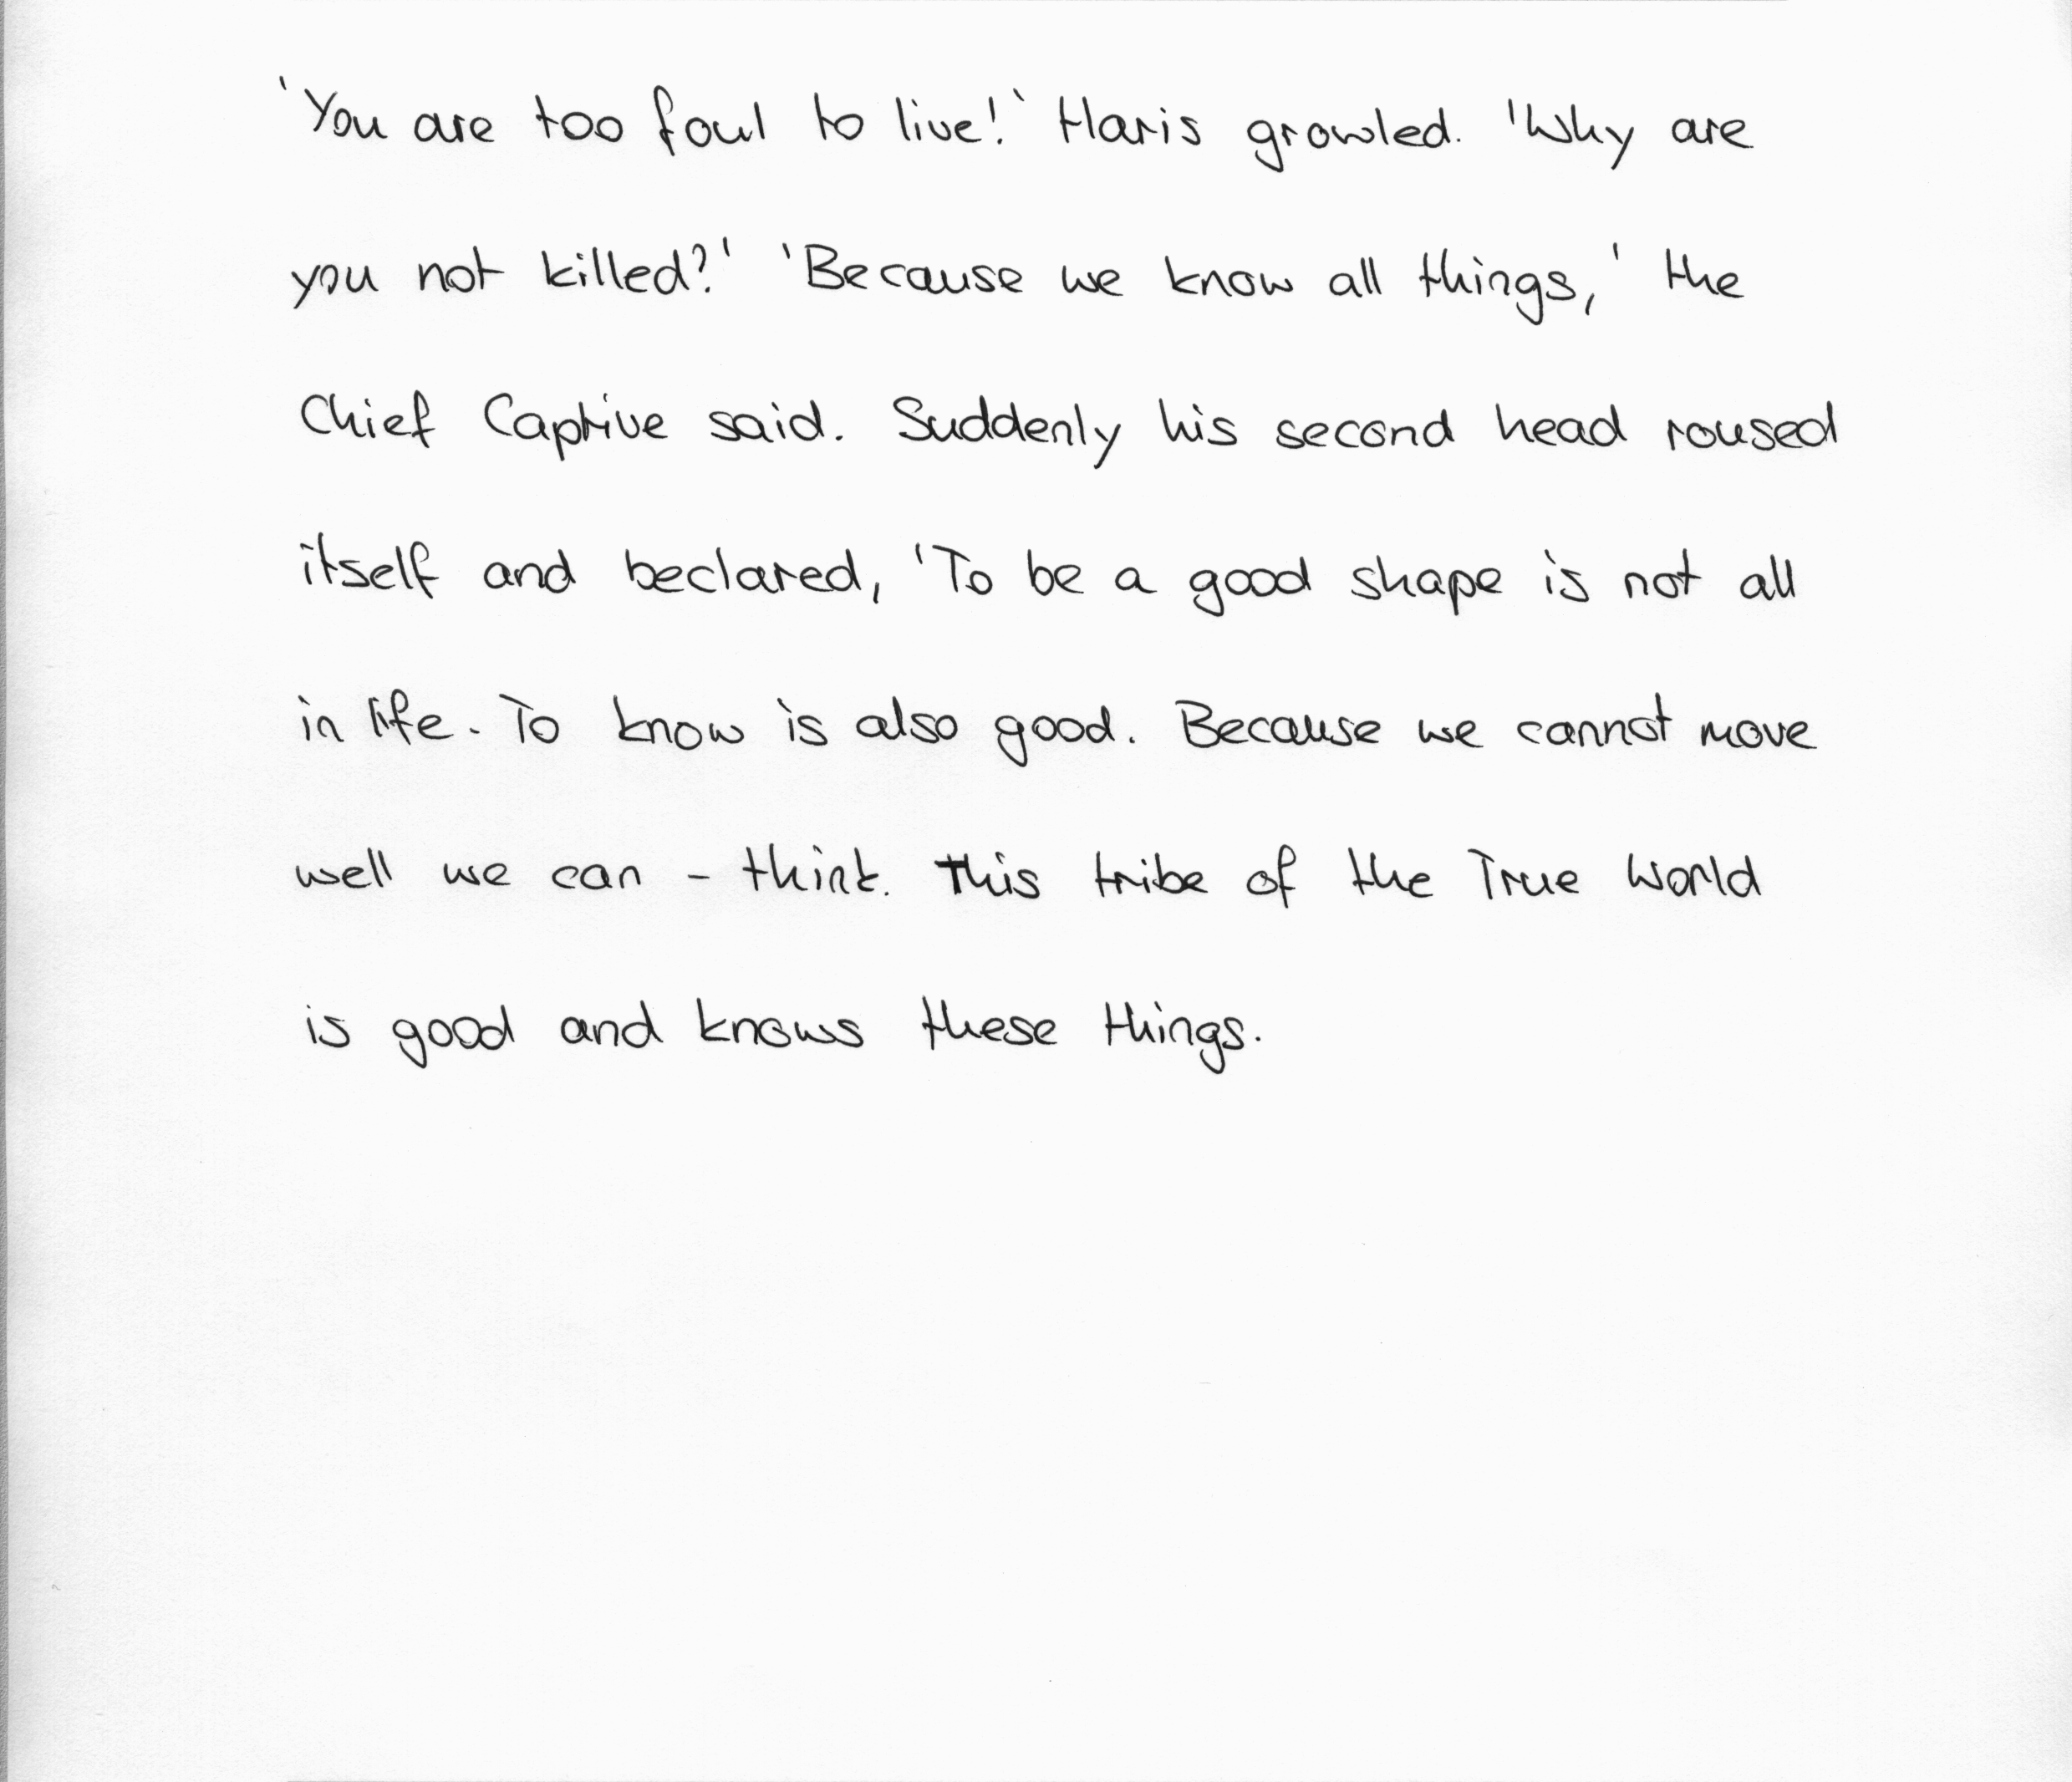 'You are too foul to live!' Haris growled. 'Why are
you not killed?' 'Because we know all things,' the
Chief Captive said. Suddenly his second head roused
itself and beclared, 'To be a good shape is not all
in life. To know is also good. Because we cannot move
well we can - think. This tribe of the True World
is good and knows these things.